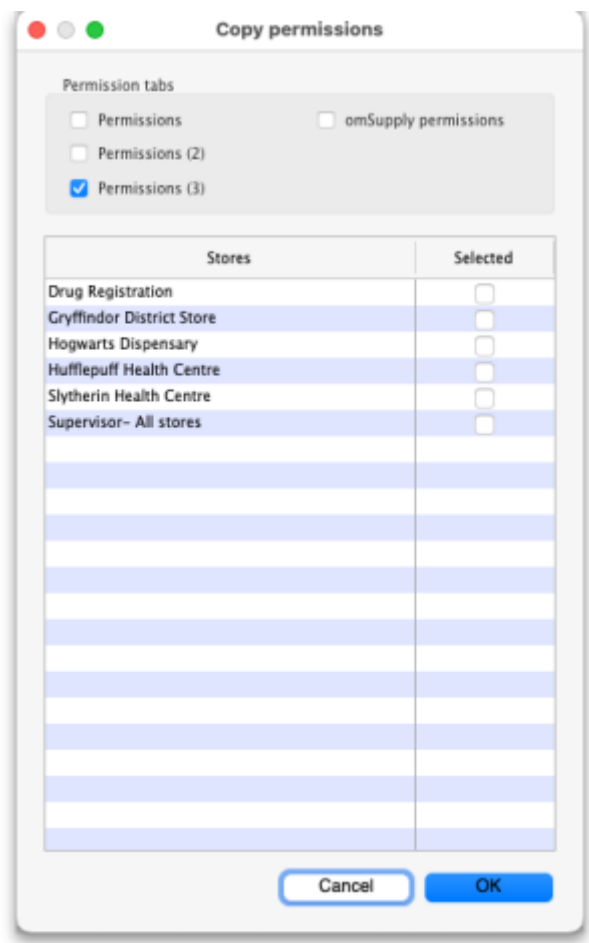 Copy permissions
Permission tabs
Permissions omSupply permissions
Permissions (2)
Permissions (3)
Stores Selected
Drug Registration
Gryffindor District Store
Hogwarts Dispensary
Hufflepuff Health Centre
Slytherin Health Centre
Supervisor- All stores
Cancel OK